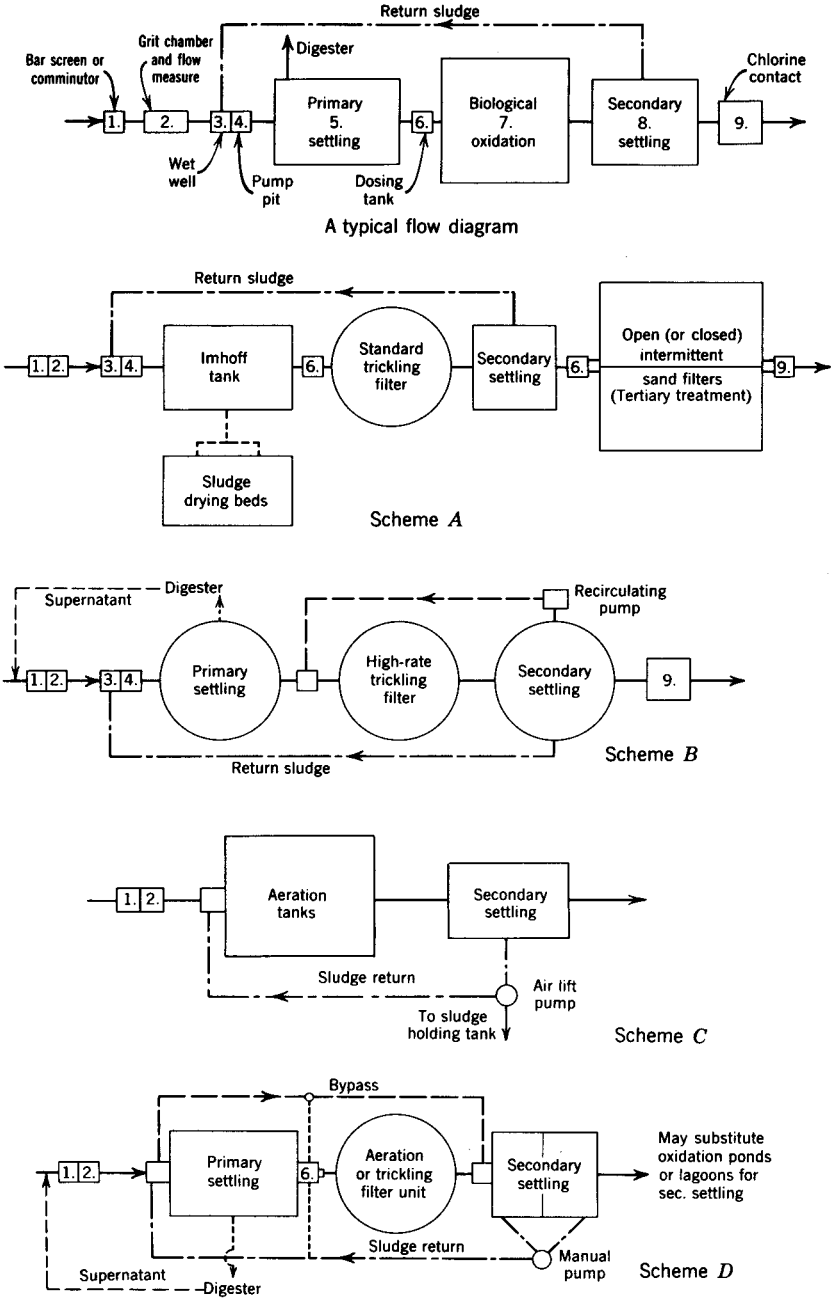 Return sludge
Bar screen or
comminutor
Grit chamber
and flow
measure
Digester
Chlorine
contact
1.
2.
3. 4.
Primary
5.
settling
6.
Biological
7.
oxidation
Secondary
8.
settling
9.
Wet
well
Pump
pit
Dosing
tank
A typical flow diagram
Return sludge
1. 2.
3. 4.
Imhoff
tank
6.
Standard
trickling
filter
Secondary
settling
6.
Open (or closed)
intermittent
sand filters
(Tertiary treatment)
9.
Sludge
drying beds
Scheme A
Digester
Supernatant
Recirculating
pump
1. 2.
3. 4.
Primary
settling
High-rate
trickling
filter
Secondary
settling
9.
Return sludge
Scheme B
1. 2.
Aeration
tanks
Secondary
settling
Sludge return
Air lift
pump
To sludge
holding tank
Scheme C
Bypass
1. 2.
Primary
settling
6.
Aeration
or trickling
filter unit
Secondary
settling
May substitute
oxidation ponds
or lagoons for
sec. settling
Sludge return
Manual
pump
Supernatant
Digester
Scheme D